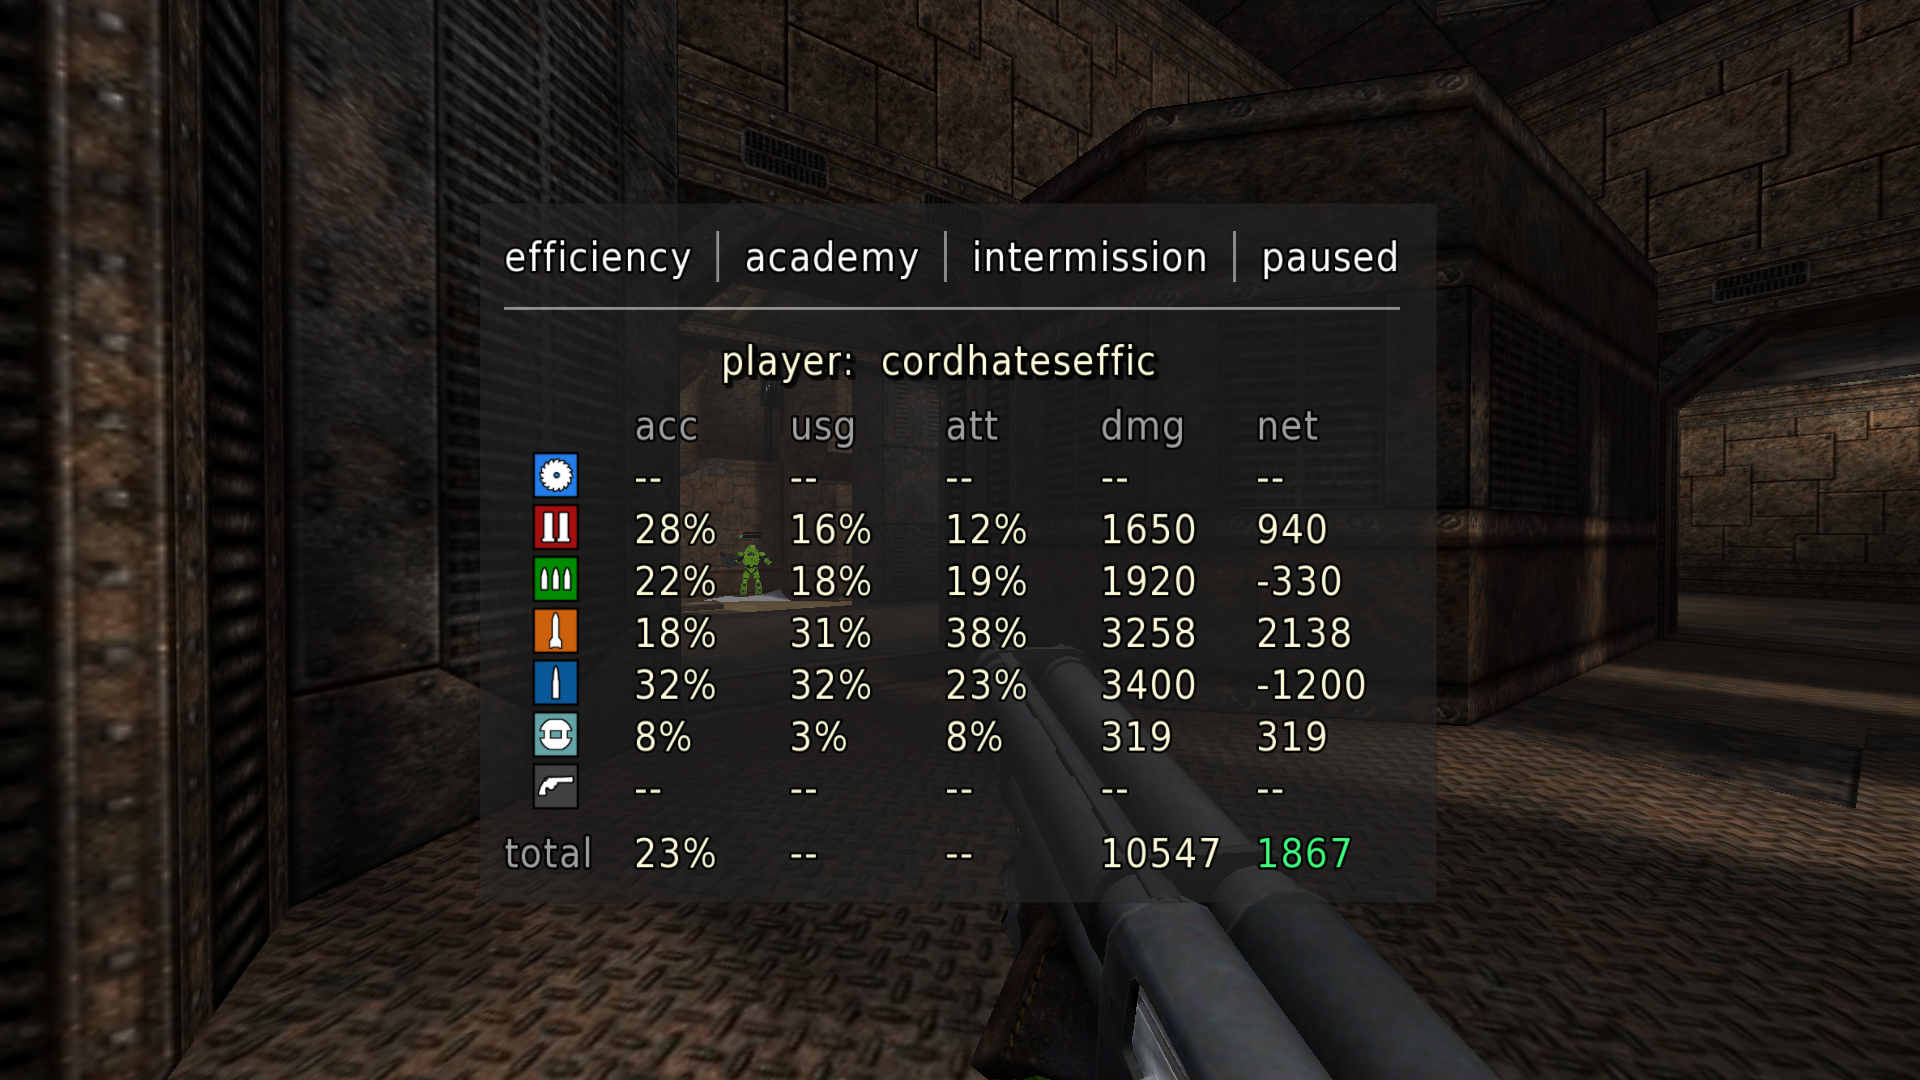 efficiency | academy | intermission | paused
player: cordhateseffic
acc usg att dmg net
-- -- -- -- --
28% 16% 12% 1650 940
22% 18% 19% 1920 -330
18% 31% 38% 3258 2138
32% 32% 23% 3400 -1200
8% 3% 8% 319 319
-- -- -- -- --
total 23% -- -- 10547 1867